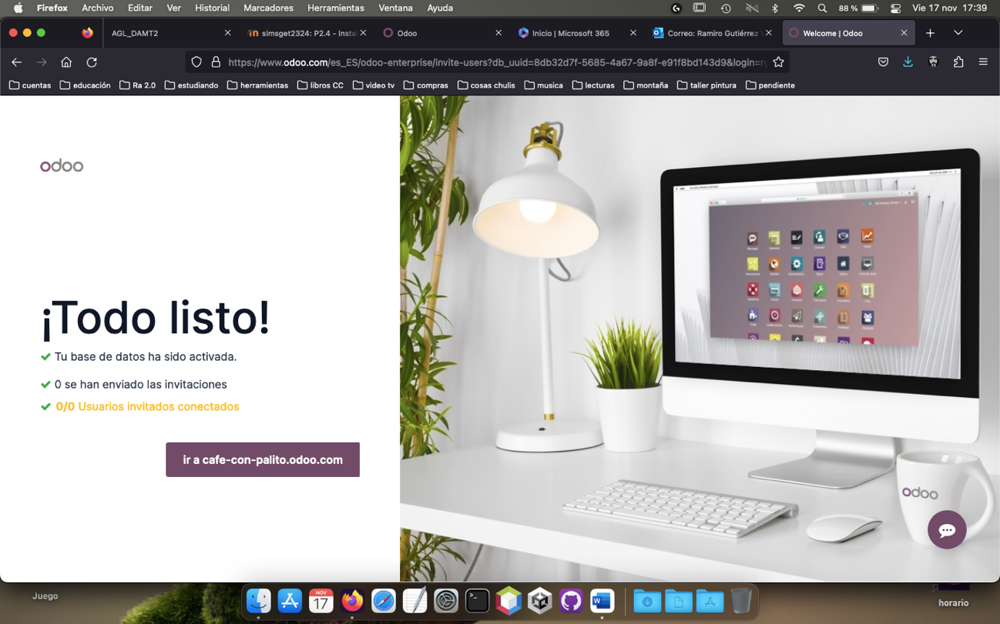 Firefox Archivo Editar Ver Historial Marcadores Herramientas Ventana Ayuda 88 % Vie 17 nov 17:39
AGL_DAMT2 simsget2324: P2.4 - Insta Odoo Inicio | Microsoft 365 Correo: Ramiro Gutiérrez Welcome | Odoo
https://www.odoo.com/es_ES/odoo-enterprise/invite-users?db_uuid=8db32d7f-5685-4a67-9a8f-e91f8bd143d9&login=r
cuentas educación Ra 2.0 estudiando herramientas libros CC video tv compras cosas chulis musica lecturas montaña taller pintura pendiente
odoo
¡Todo listo!
Tu base de datos ha sido activada.
0 se han enviado las invitaciones
0/0 Usuarios invitados conectados
ir a cafe-con-palito.odoo.com
odoo
Juego
horario
NOV
17
W